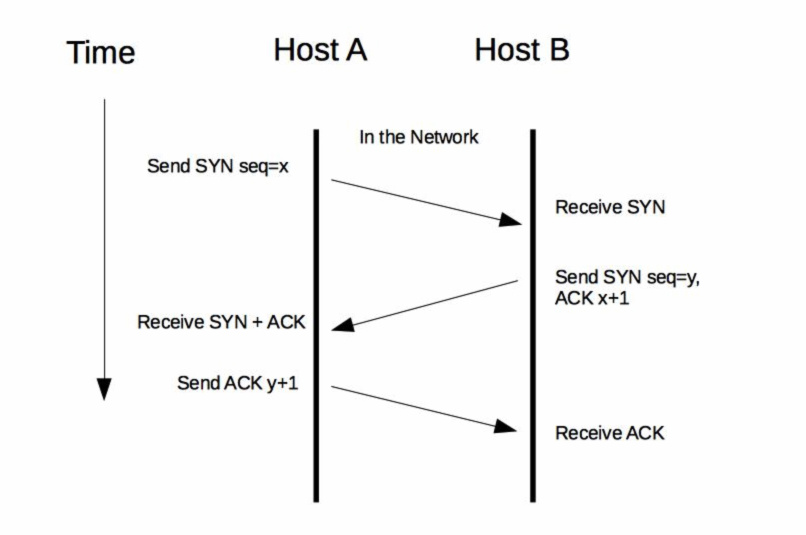 Time
Host A
Host B
In the Network
Send SYN seq=x
Receive SYN
Send SYN seq=y,
ACK x+1
Receive SYN + ACK
Send ACK y+1
Receive ACK